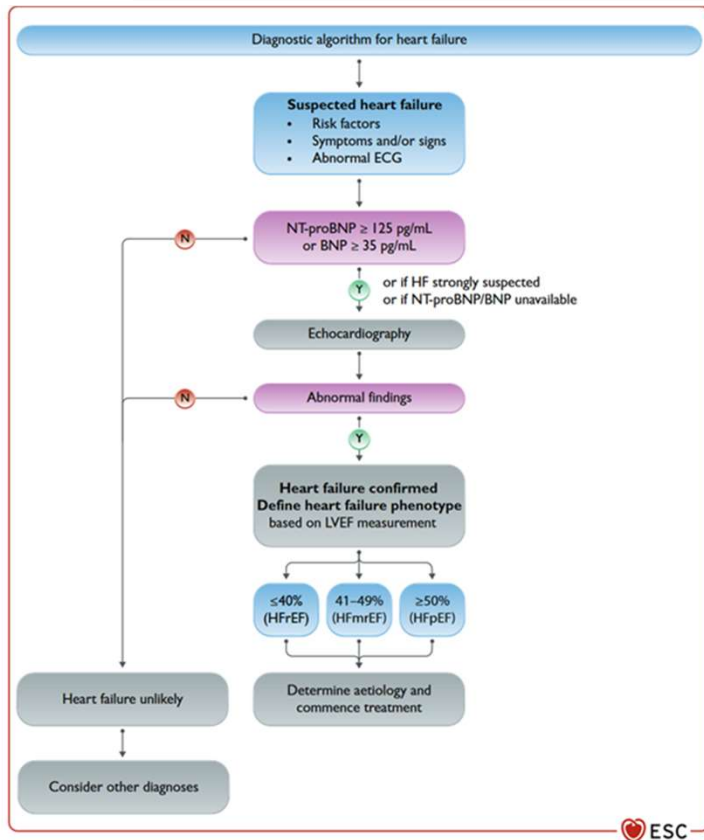 Diagnostic algorithm for heart failure
Suspected heart failure
• Risk factors
• Symptoms and/or signs
• Abnormal ECG
NT-proBNP ≥ 125 pg/mL
or BNP ≥ 35 pg/mL
N
Y
or if HF strongly suspected
or if NT-proBNP/BNP unavailable
Echocardiography
Abnormal findings
N
Y
Heart failure confirmed
Define heart failure phenotype
based on LVEF measurement
≤40%
(HFrEF)
41–49%
(HFmrEF)
≥50%
(HFpEF)
Heart failure unlikely
Determine aetiology and
commence treatment
Consider other diagnoses
ESC